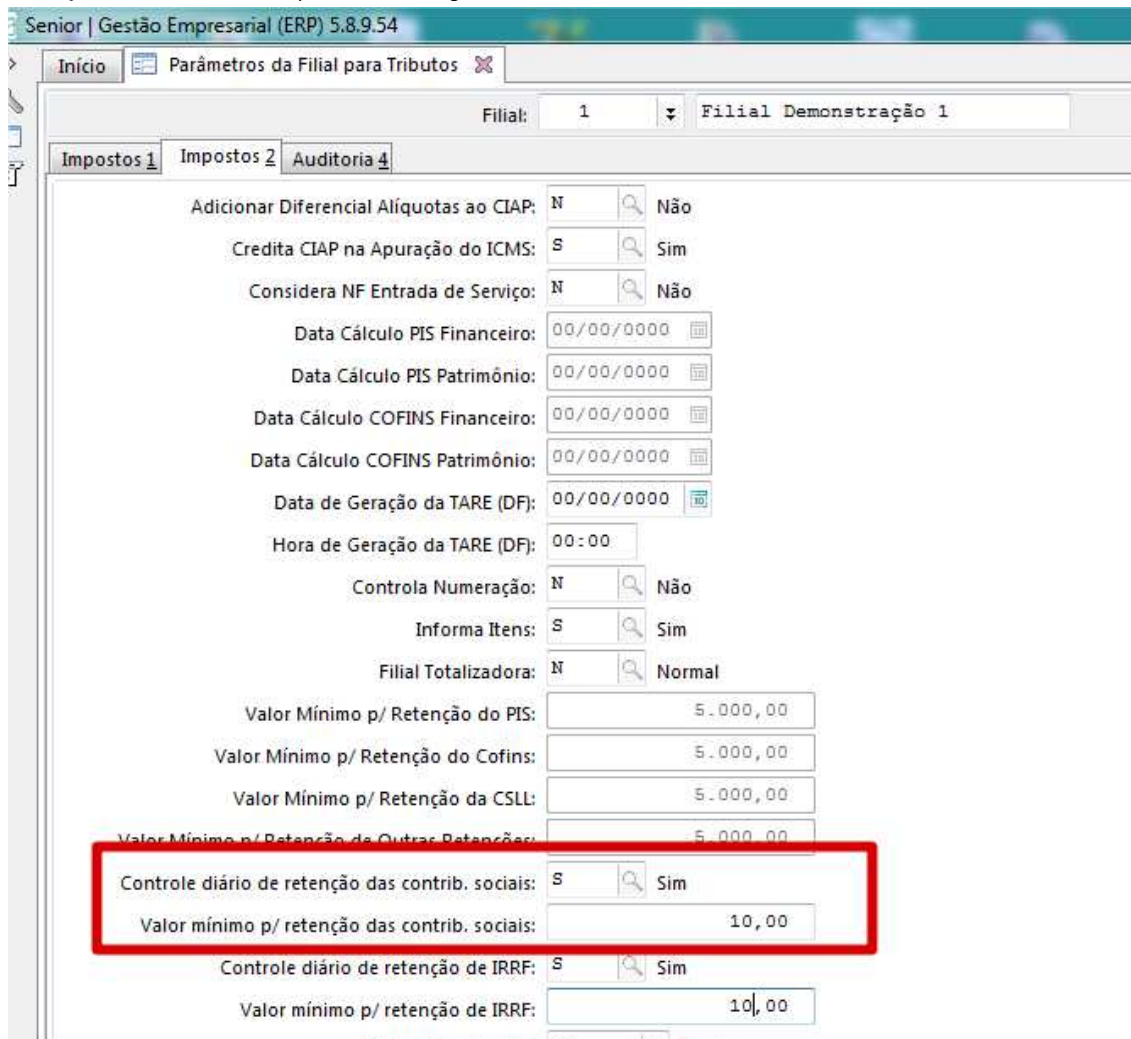 Senior | Gestão Empresarial (ERP) 5.8.9.54
Início Parâmetros da Filial para Tributos
Filial: 1 Filial Demonstração 1
Impostos 1 Impostos 2 Auditoria 4
Adicionar Diferencial Alíquotas ao CIAP: N Não
Credita CIAP na Apuração do ICMS: S Sim
Considera NF Entrada de Serviço: N Não
Data Cálculo PIS Financeiro: 00/00/0000
Data Cálculo PIS Patrimônio: 00/00/0000
Data Cálculo COFINS Financeiro: 00/00/0000
Data Cálculo COFINS Patrimônio: 00/00/0000
Data de Geração da TARE (DF): 00/00/0000
Hora de Geração da TARE (DF): 00:00
Controla Numeração: N Não
Informa Itens: S Sim
Filial Totalizadora: N Normal
Valor Mínimo p/ Retenção do PIS: 5.000,00
Valor Mínimo p/ Retenção do Cofins: 5.000,00
Valor Mínimo p/ Retenção da CSLL: 5.000,00
Valor Mínimo p/ Retenção de Outras Retenções: 5.000,00
Controle diário de retenção das contrib. sociais: S Sim
Valor mínimo p/ retenção das contrib. sociais: 10,00
Controle diário de retenção de IRRF: S Sim
Valor mínimo p/ retenção de IRRF: 10,00